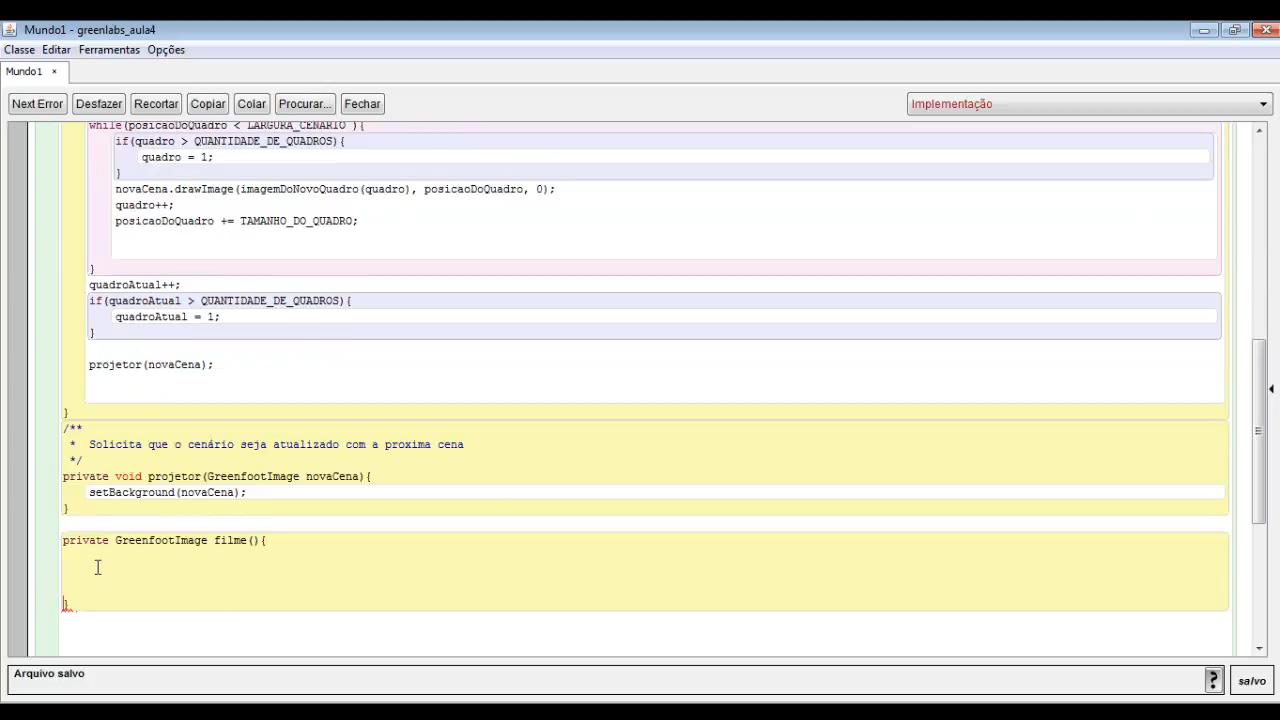 Mundo1 - greenlabs_aula4
Classe Editar Ferramentas Opções
Mundo1 ×
Next Error Desfazer Recortar Copiar Colar Procurar... Fechar Implementação
while(posicaoDoQuadro < LARGURA_CENARIO ){
if(quadro > QUANTIDADE_DE_QUADROS){
quadro = 1;
}
novaCena.drawImage(imagemDoNovoQuadro(quadro), posicaoDoQuadro, 0);
quadro++;
posicaoDoQuadro += TAMANHO_DO_QUADRO;
}
quadroAtual++;
if(quadroAtual > QUANTIDADE_DE_QUADROS){
quadroAtual = 1;
}
projetor(novaCena);
}
/**
* Solicita que o cenário seja atualizado com a proxima cena
*/
private void projetor(GreenfootImage novaCena){
setBackground(novaCena);
}
private GreenfootImage filme(){
}
Arquivo salvo
? salvo